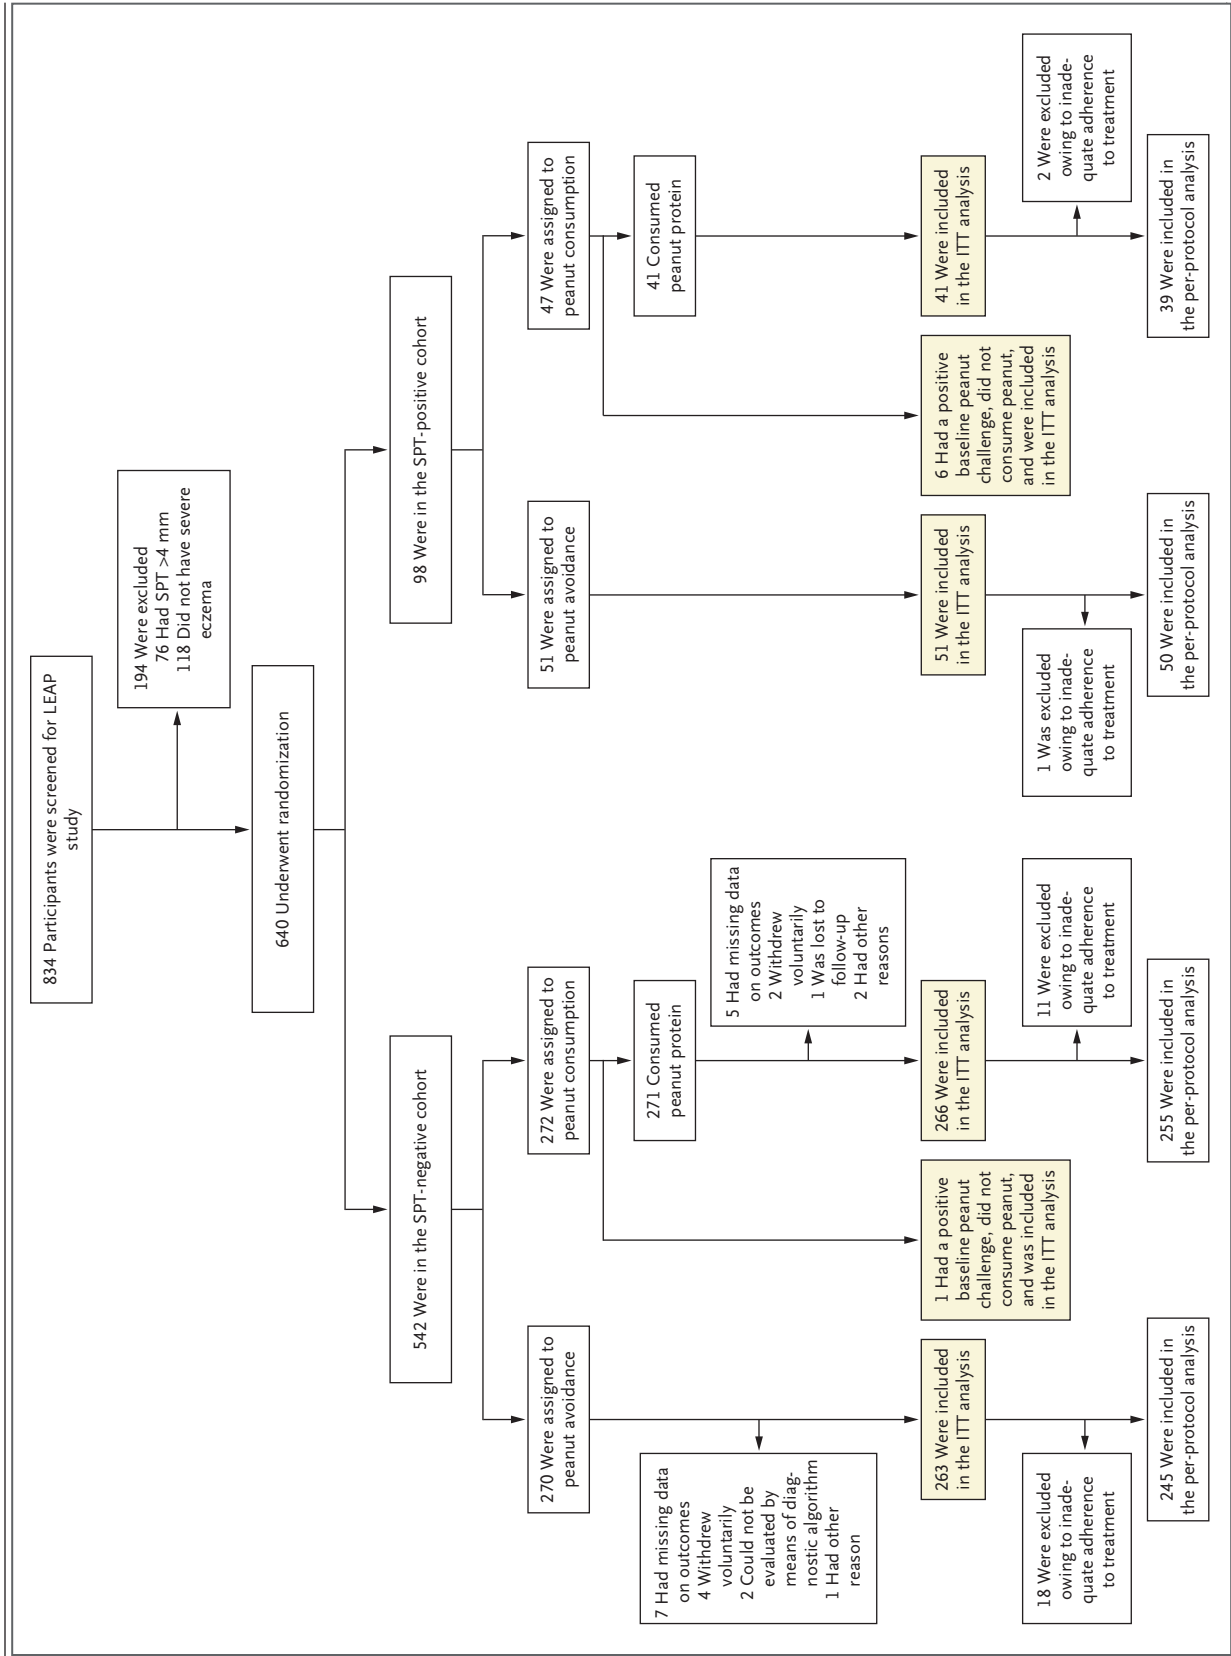 834 Participants were screened for LEAP
study
194 Were excluded
76 Had SPT >4 mm
118 Did not have severe
eczema
640 Underwent randomization
542 Were in the SPT-negative cohort
98 Were in the SPT-positive cohort
270 Were assigned to
peanut avoidance
272 Were assigned to
peanut consumption
51 Were assigned to
peanut avoidance
47 Were assigned to
peanut consumption
271 Consumed
peanut protein
41 Consumed
peanut protein
7 Had missing data
on outcomes
4 Withdrew
voluntarily
2 Could not be
evaluated by
means of diag-
nostic algorithm
1 Had other
reason
5 Had missing data
on outcomes
2 Withdrew
voluntarily
1 Was lost to
follow-up
2 Had other
reasons
263 Were included
in the ITT analysis
1 Had a positive
baseline peanut
challenge, did not
consume peanut,
and was included
in the ITT analysis
266 Were included
in the ITT analysis
51 Were included
in the ITT analysis
6 Had a positive
baseline peanut
challenge, did not
consume peanut,
and were included
in the ITT analysis
41 Were included
in the ITT analysis
18 Were excluded
owing to inade-
quate adherence
to treatment
11 Were excluded
owing to inade-
quate adherence
to treatment
1 Was excluded
owing to inade-
quate adherence
to treatment
2 Were excluded
owing to inade-
quate adherence
to treatment
245 Were included in
the per-protocol analysis
255 Were included in
the per-protocol analysis
50 Were included in
the per-protocol analysis
39 Were included in
the per-protocol analysis